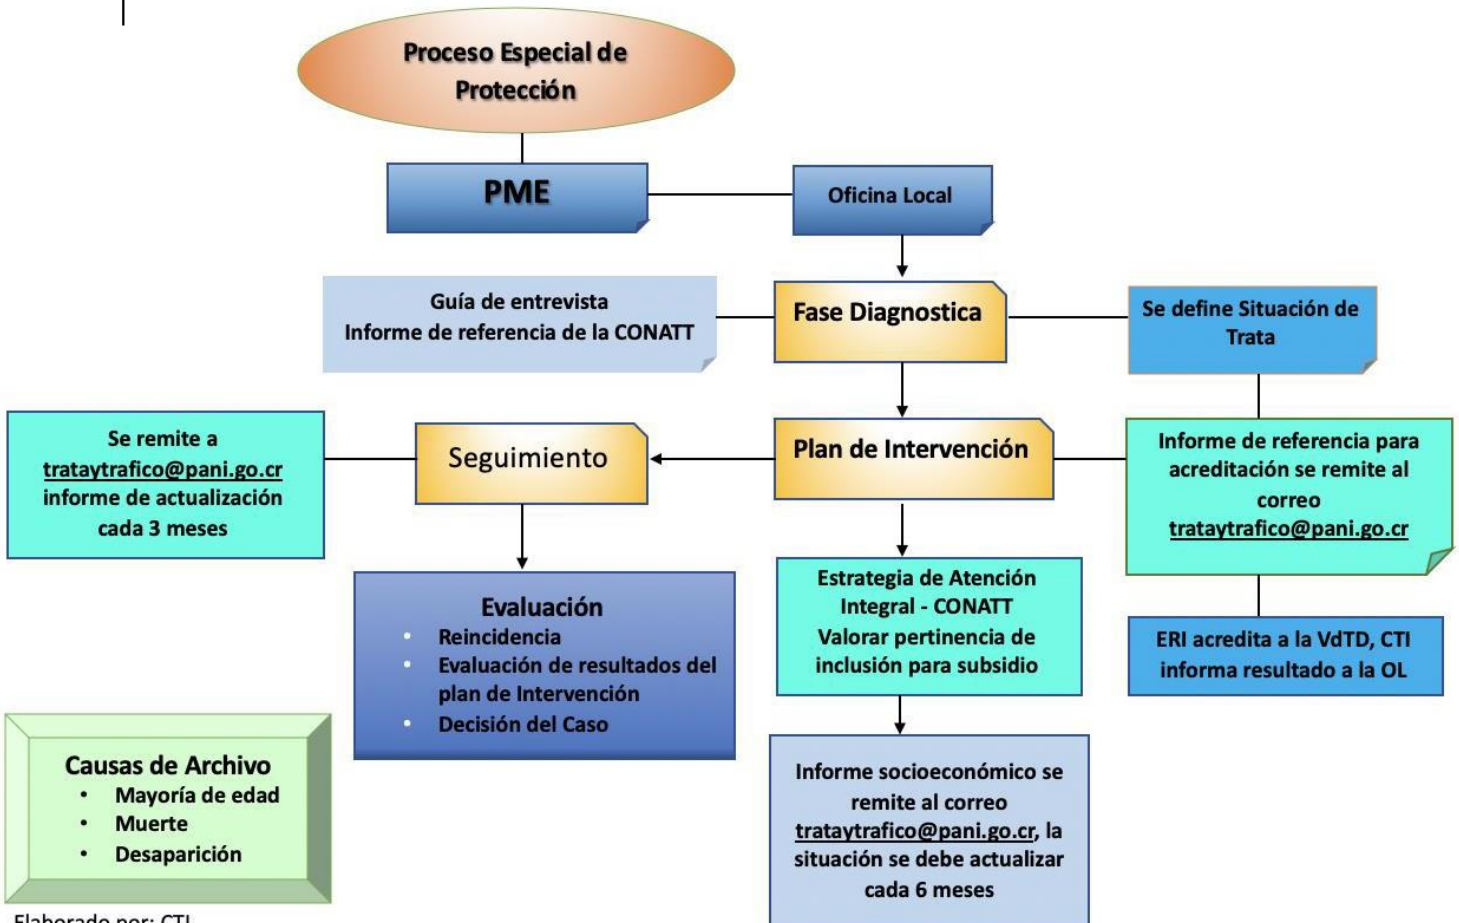 Proceso Especial de
Protección
PME
Oficina Local
Guía de entrevista
Informe de referencia de la CONATT
Fase Diagnostica
Se define Situación de
Trata
Se remite a
trataytrafico@pani.go.cr
informe de actualización
cada 3 meses
Seguimiento
Plan de Intervención
Informe de referencia para
acreditación se remite al
correo
trataytrafico@pani.go.cr
Evaluación
• Reincidencia
• Evaluación de resultados del
plan de Intervención
• Decisión del Caso
Estrategia de Atención
Integral - CONATT
Valorar pertinencia de
inclusión para subsidio
ERI acredita a la VdTD, CTI
informa resultado a la OL
Causas de Archivo
• Mayoría de edad
• Muerte
• Desaparición
Informe socioeconómico se
remite al correo
trataytrafico@pani.go.cr, la
situación se debe actualizar
cada 6 meses
Elaborado por: CTI